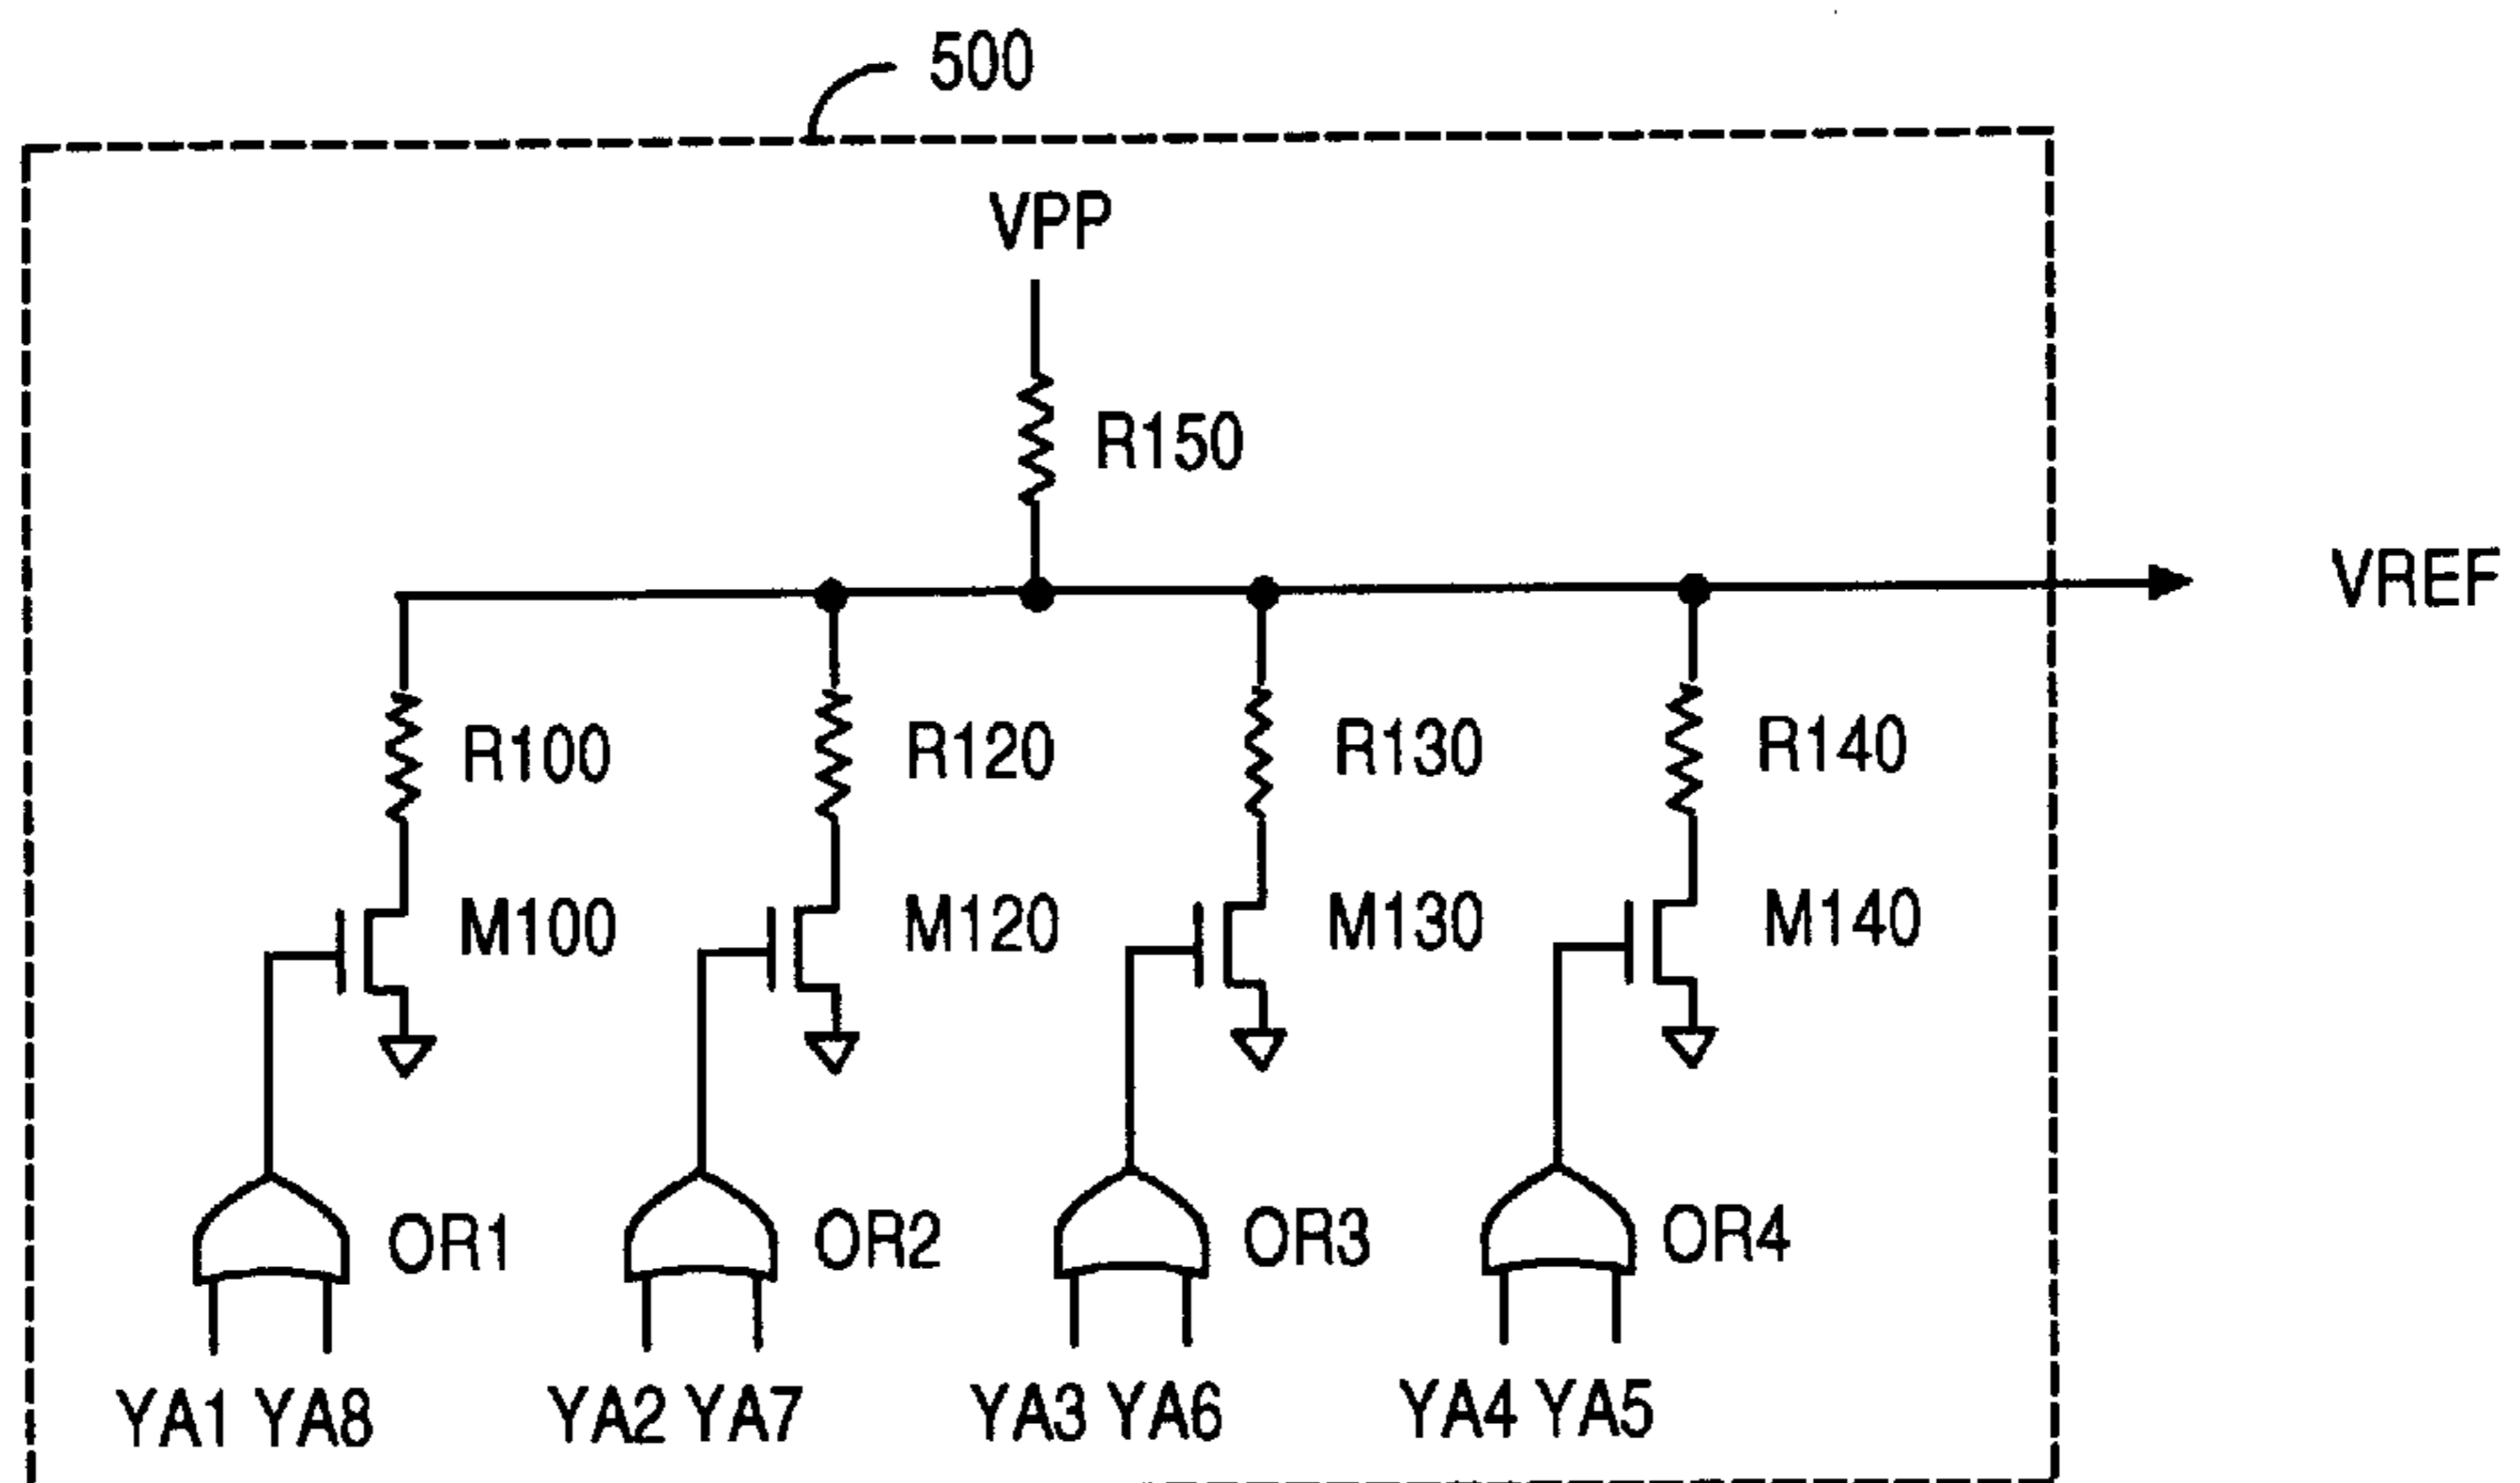 500
VPP
R150
VREF
R100 R120 R130 R140
M100 M120 M130 M140
OR1 OR2 OR3 OR4
YA1 YA8 YA2 YA7 YA3 YA6 YA4 YA5